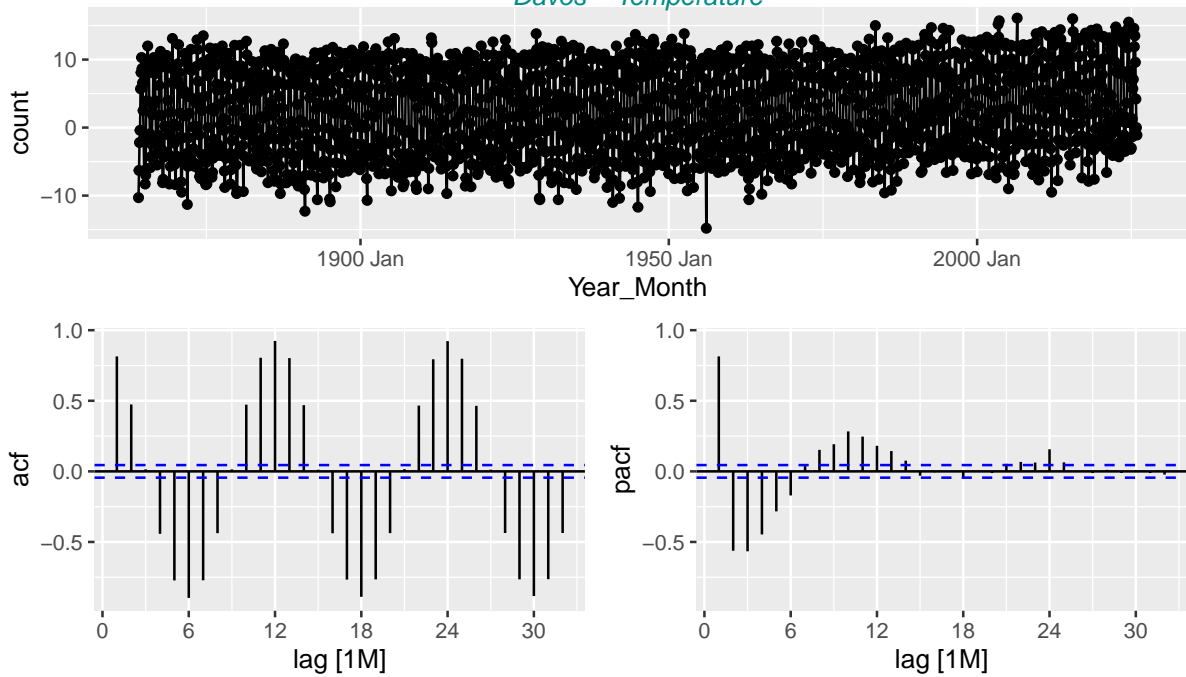 Davos - Temperature
10
0
−10
count
1900 Jan
1950 Jan
2000 Jan
Year_Month
1.0
0.5
0.0
−0.5
acf
0
6
12
18
24
30
lag [1M]
1.0
0.5
0.0
−0.5
pacf
0
6
12
18
24
30
lag [1M]